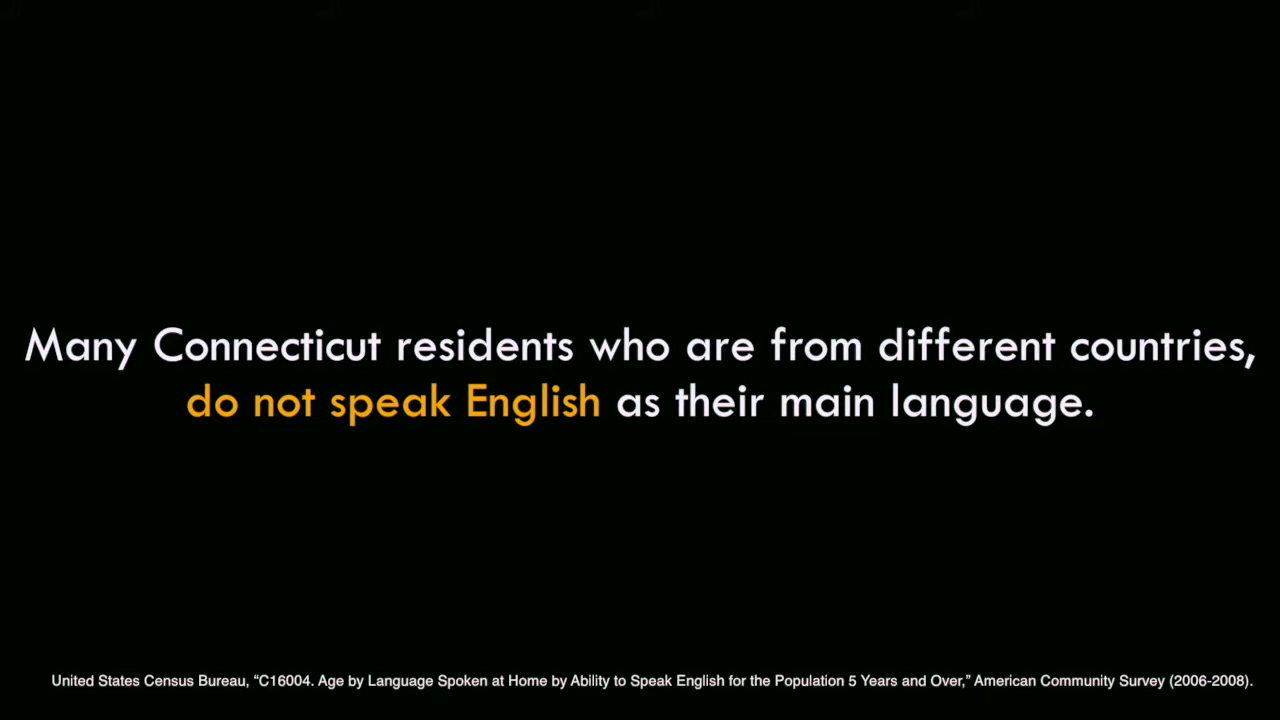 Many Connecticut residents who are from different countries,
do not speak English as their main language.
United States Census Bureau, “C16004. Age by Language Spoken at Home by Ability to Speak English for the Population 5 Years and Over,” American Community Survey (2006-2008).